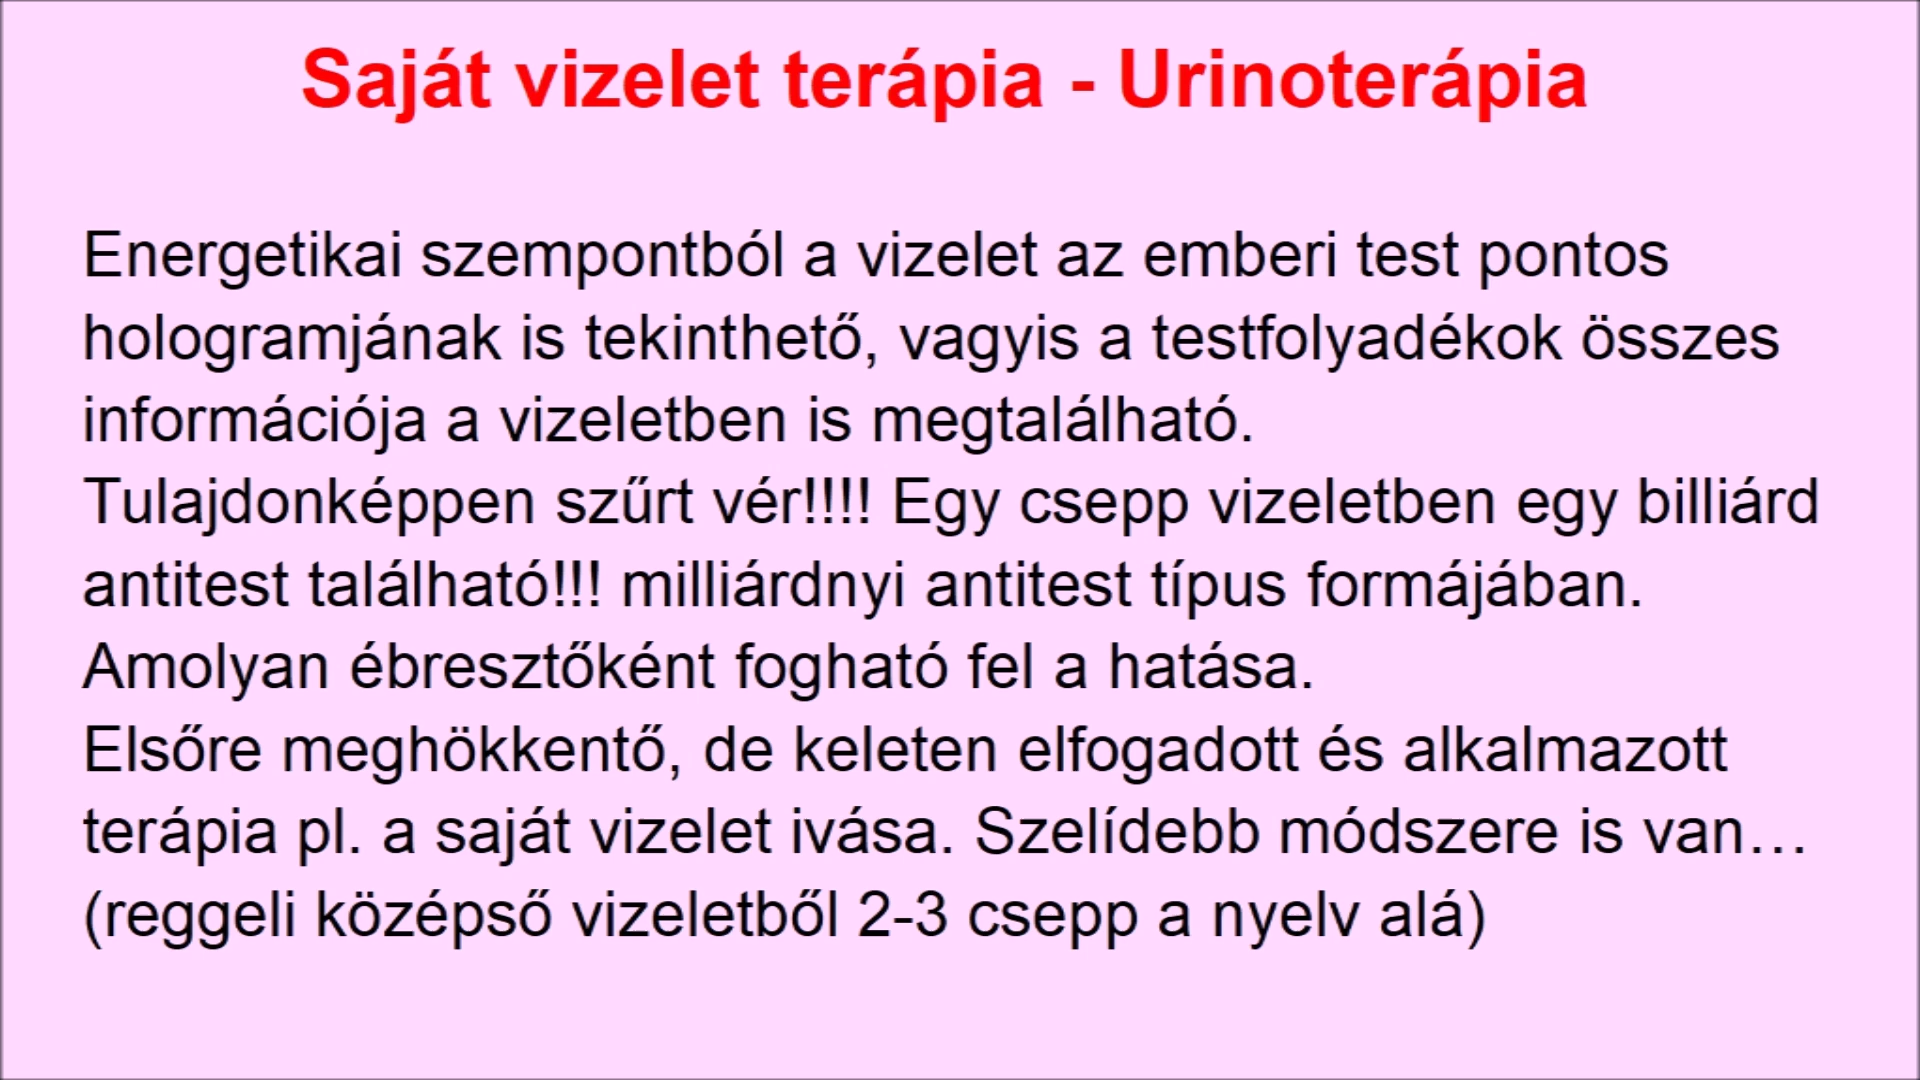 Saját vizelet terápia - Urinoterápia
Energetikai szempontból a vizelet az emberi test pontos
hologramjának is tekinthető, vagyis a testfolyadékok összes
információja a vizeletben is megtalálható.
Tulajdonképpen szűrt vér!!!! Egy csepp vizeletben egy billiárd
antitest található!!! milliárdnyi antitest típus formájában.
Amolyan ébresztőként fogható fel a hatása.
Elsőre meghökkentő, de keleten elfogadott és alkalmazott
terápia pl. a saját vizelet ivása. Szelídebb módszere is van…
(reggeli középső vizeletből 2-3 csepp a nyelv alá)